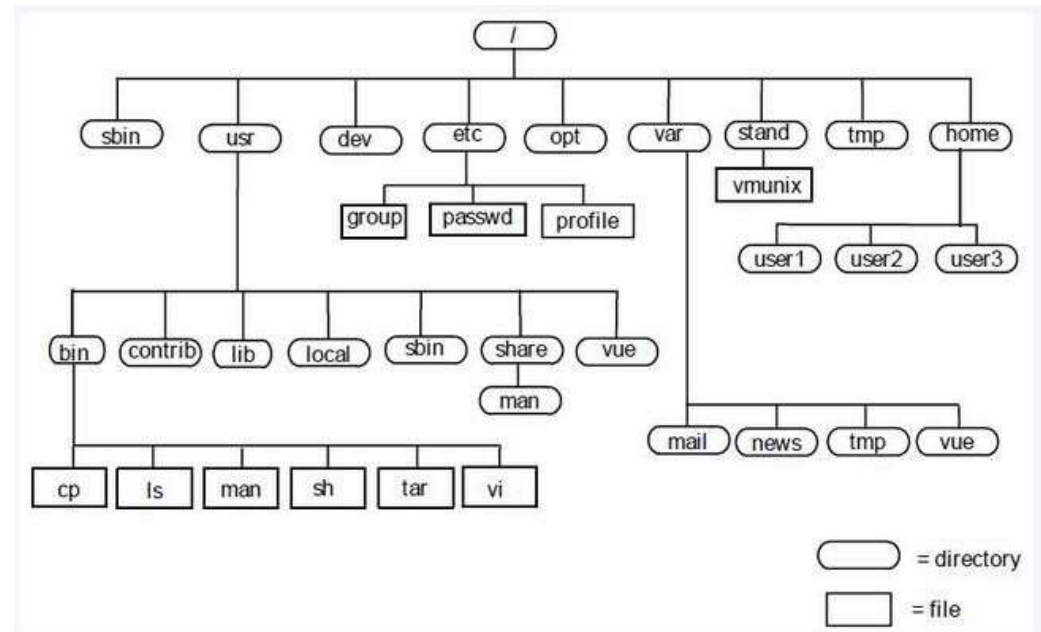 /
sbin usr dev etc opt var stand tmp home
vmunix
group passwd profile
user1 user2 user3
bin contrib lib local sbin share vue
man
mail news tmp vue
cp ls man sh tar vi
= directory
= file